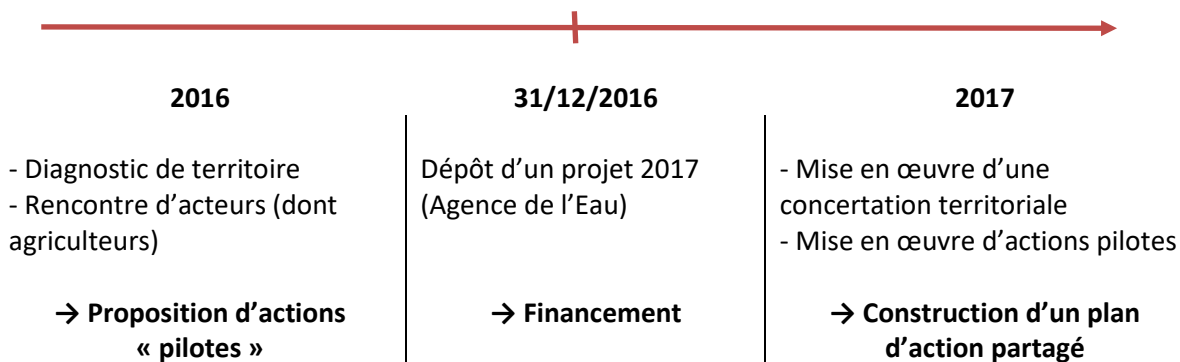 2016
- Diagnostic de territoire
- Rencontre d'acteurs (dont
agriculteurs)
→ Proposition d'actions
« pilotes »
31/12/2016
Dépôt d'un projet 2017
(Agence de l'Eau)
→ Financement
2017
- Mise en œuvre d'une
concertation territoriale
- Mise en œuvre d'actions pilotes
→ Construction d'un plan
d'action partagé